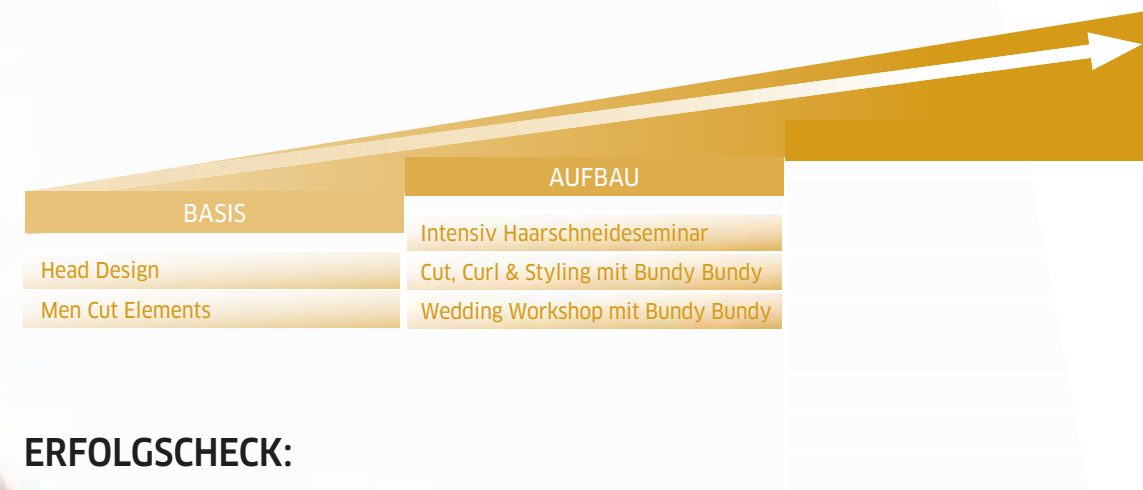 BASIS
Head Design
Men Cut Elements
AUFBAU
Intensiv Haarschneideseminar
Cut, Curl & Styling mit Bundy Bundy
Wedding Workshop mit Bundy Bundy
ERFOLGSCHECK: